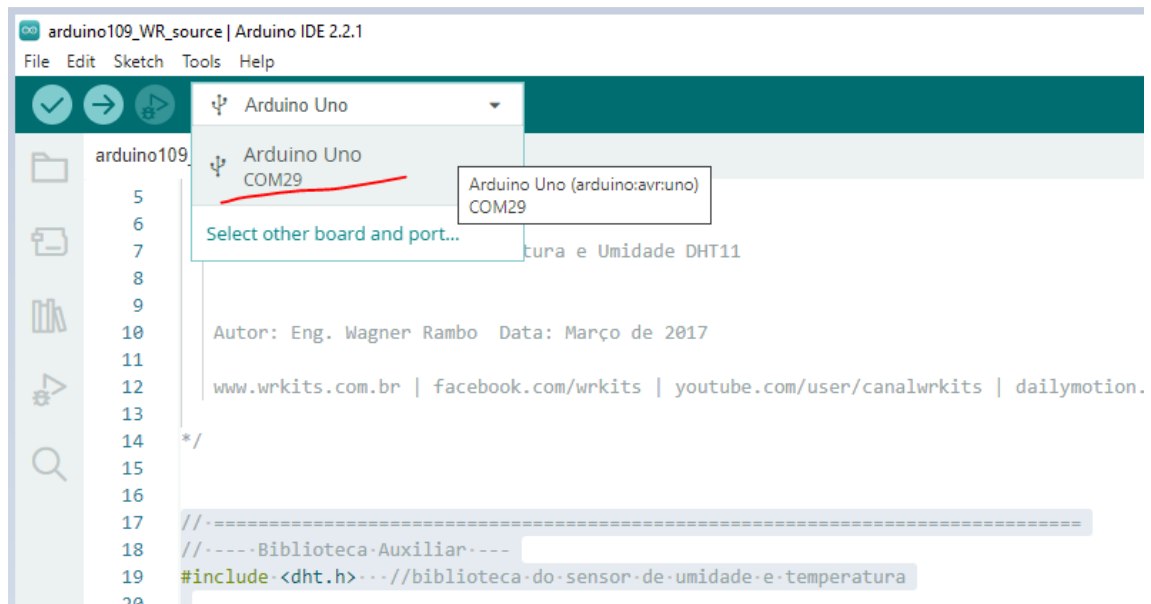 arduino109_WR_source | Arduino IDE 2.2.1
File Edit Sketch Tools Help
Arduino Uno
arduino109_
Arduino Uno
COM29
Arduino Uno (arduino:avr:uno)
COM29
Select other board and port...
5
6
7 tura e Umidade DHT11
8
9
10 Autor: Eng. Wagner Rambo Data: Março de 2017
11
12 www.wrkits.com.br | facebook.com/wrkits | youtube.com/user/canalwrkits | dailymotion.
13
14 */
15
16
17 //·==============================================================================
18 //·----·Biblioteca·Auxiliar·---
19 #include·<dht.h>···//biblioteca·do·sensor·de·umidade·e·temperatura
20